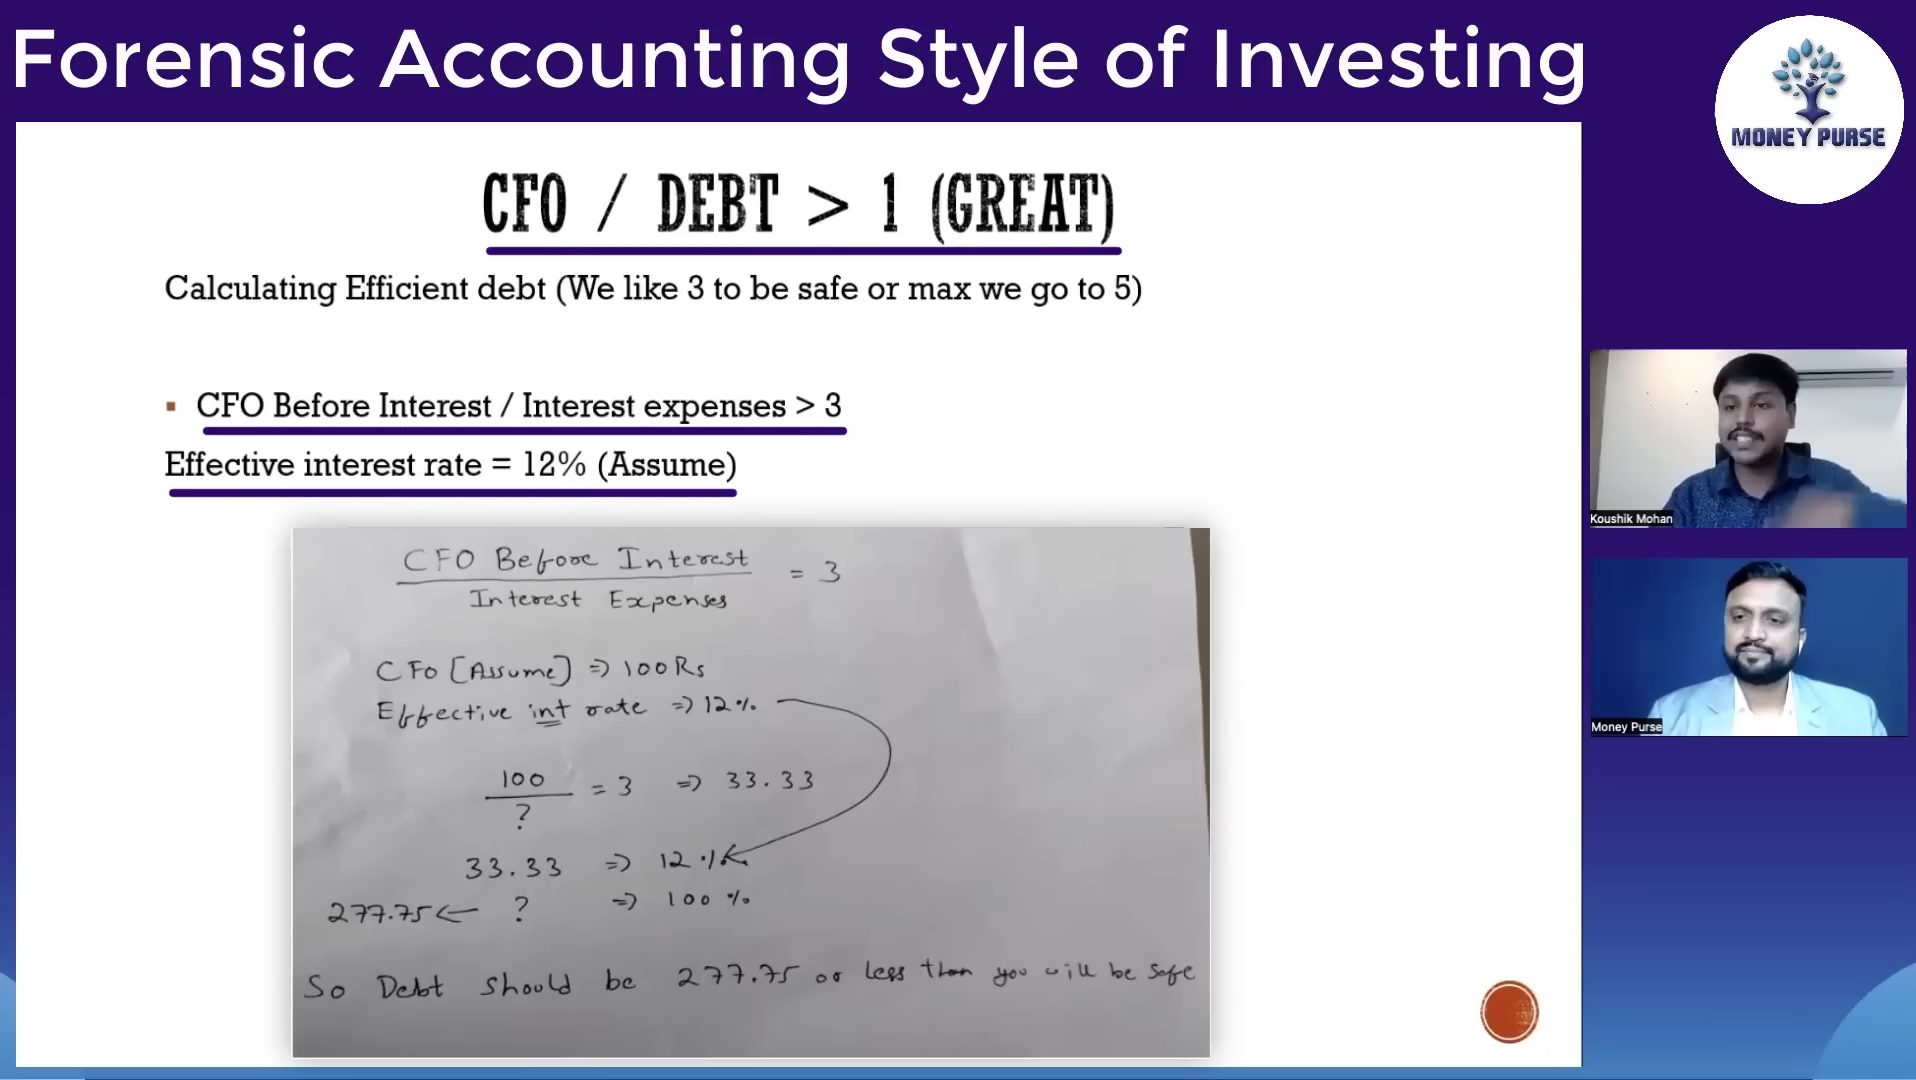 Forensic Accounting Style of Investing
MONEY PURSE
CFO / DEBT > 1 (GREAT)
Calculating Efficient debt (We like 3 to be safe or max we go to 5)
▪ CFO Before Interest / Interest expenses > 3
Effective interest rate = 12% (Assume)
CFO Before Interest
= 3
Interest Expenses
CFO [Assume] => 100 Rs
Effective int rate => 12%
100
= 3 => 33.33
?
33.33 => 12%
277.75 ← ? => 100 %
So Debt should be 277.75 or less then you will be safe
Koushik Mohan
Money Purse